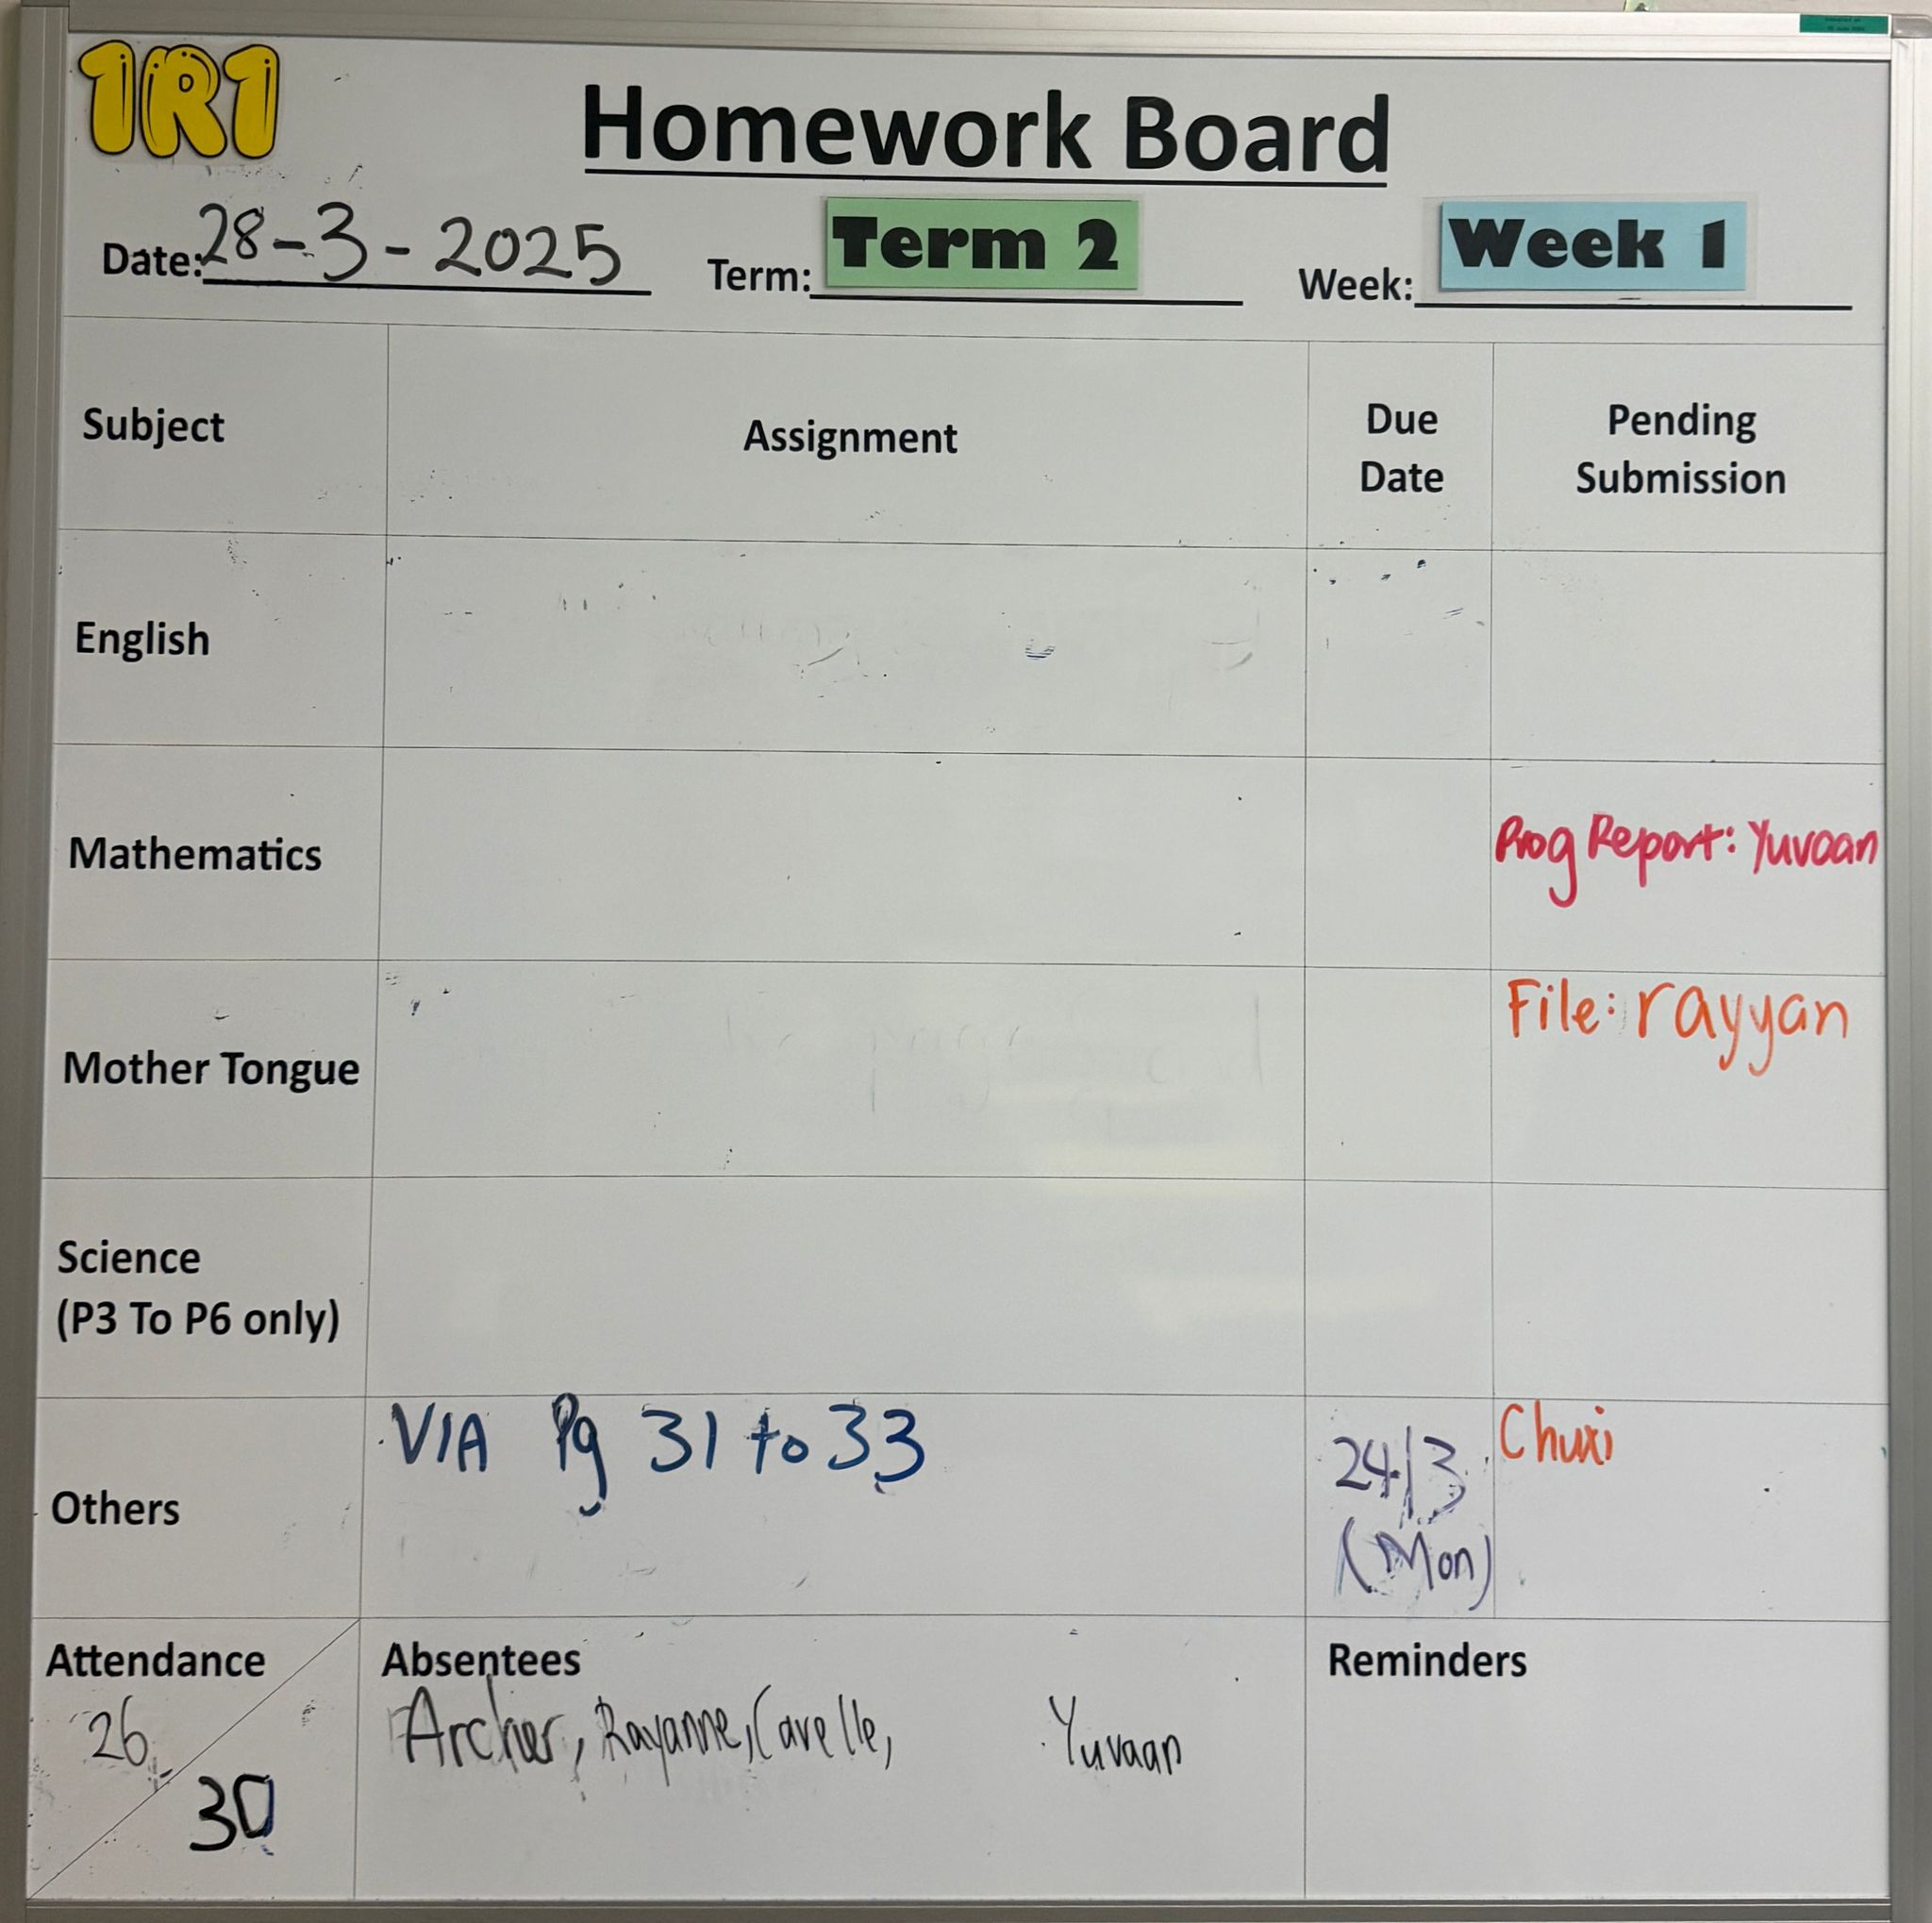 1R1
Homework Board
Date: 28-3-2025 Term: Term 2 Week: Week 1
Subject Assignment Due Date Pending Submission
English
Mathematics Prog Report: Yuvaan
Mother Tongue File: rayyan
Science
(P3 To P6 only)
Others VIA Pg 31 to 33 24/3 (Mon) Chuxi
Attendance Absentees Reminders
26 Archer, Rayanne, Cavelle, Yuvaan
30